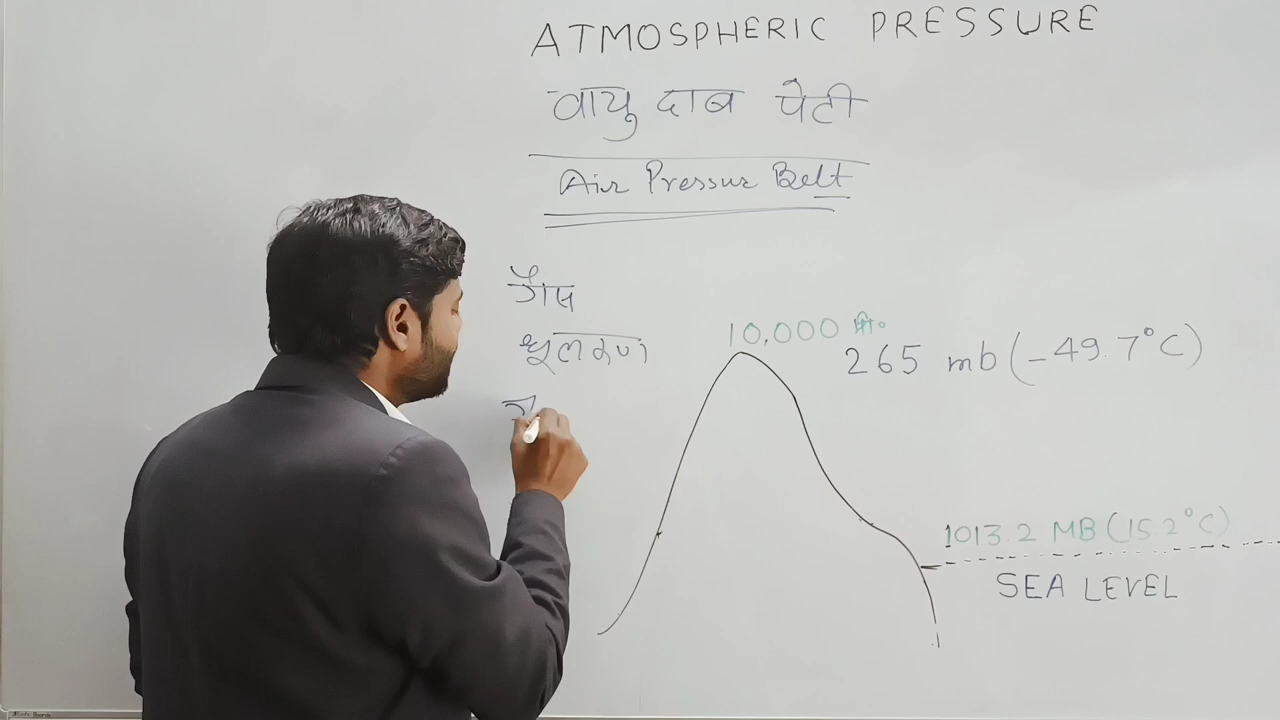 ATMOSPHERIC PRESSURE
वायु दाब पेटी
Air Pressur Belt
गैस
धूलकण
10,000 मी०
265 mb (-49.7°C)
1013.2 MB (15.2°C)
SEA LEVEL